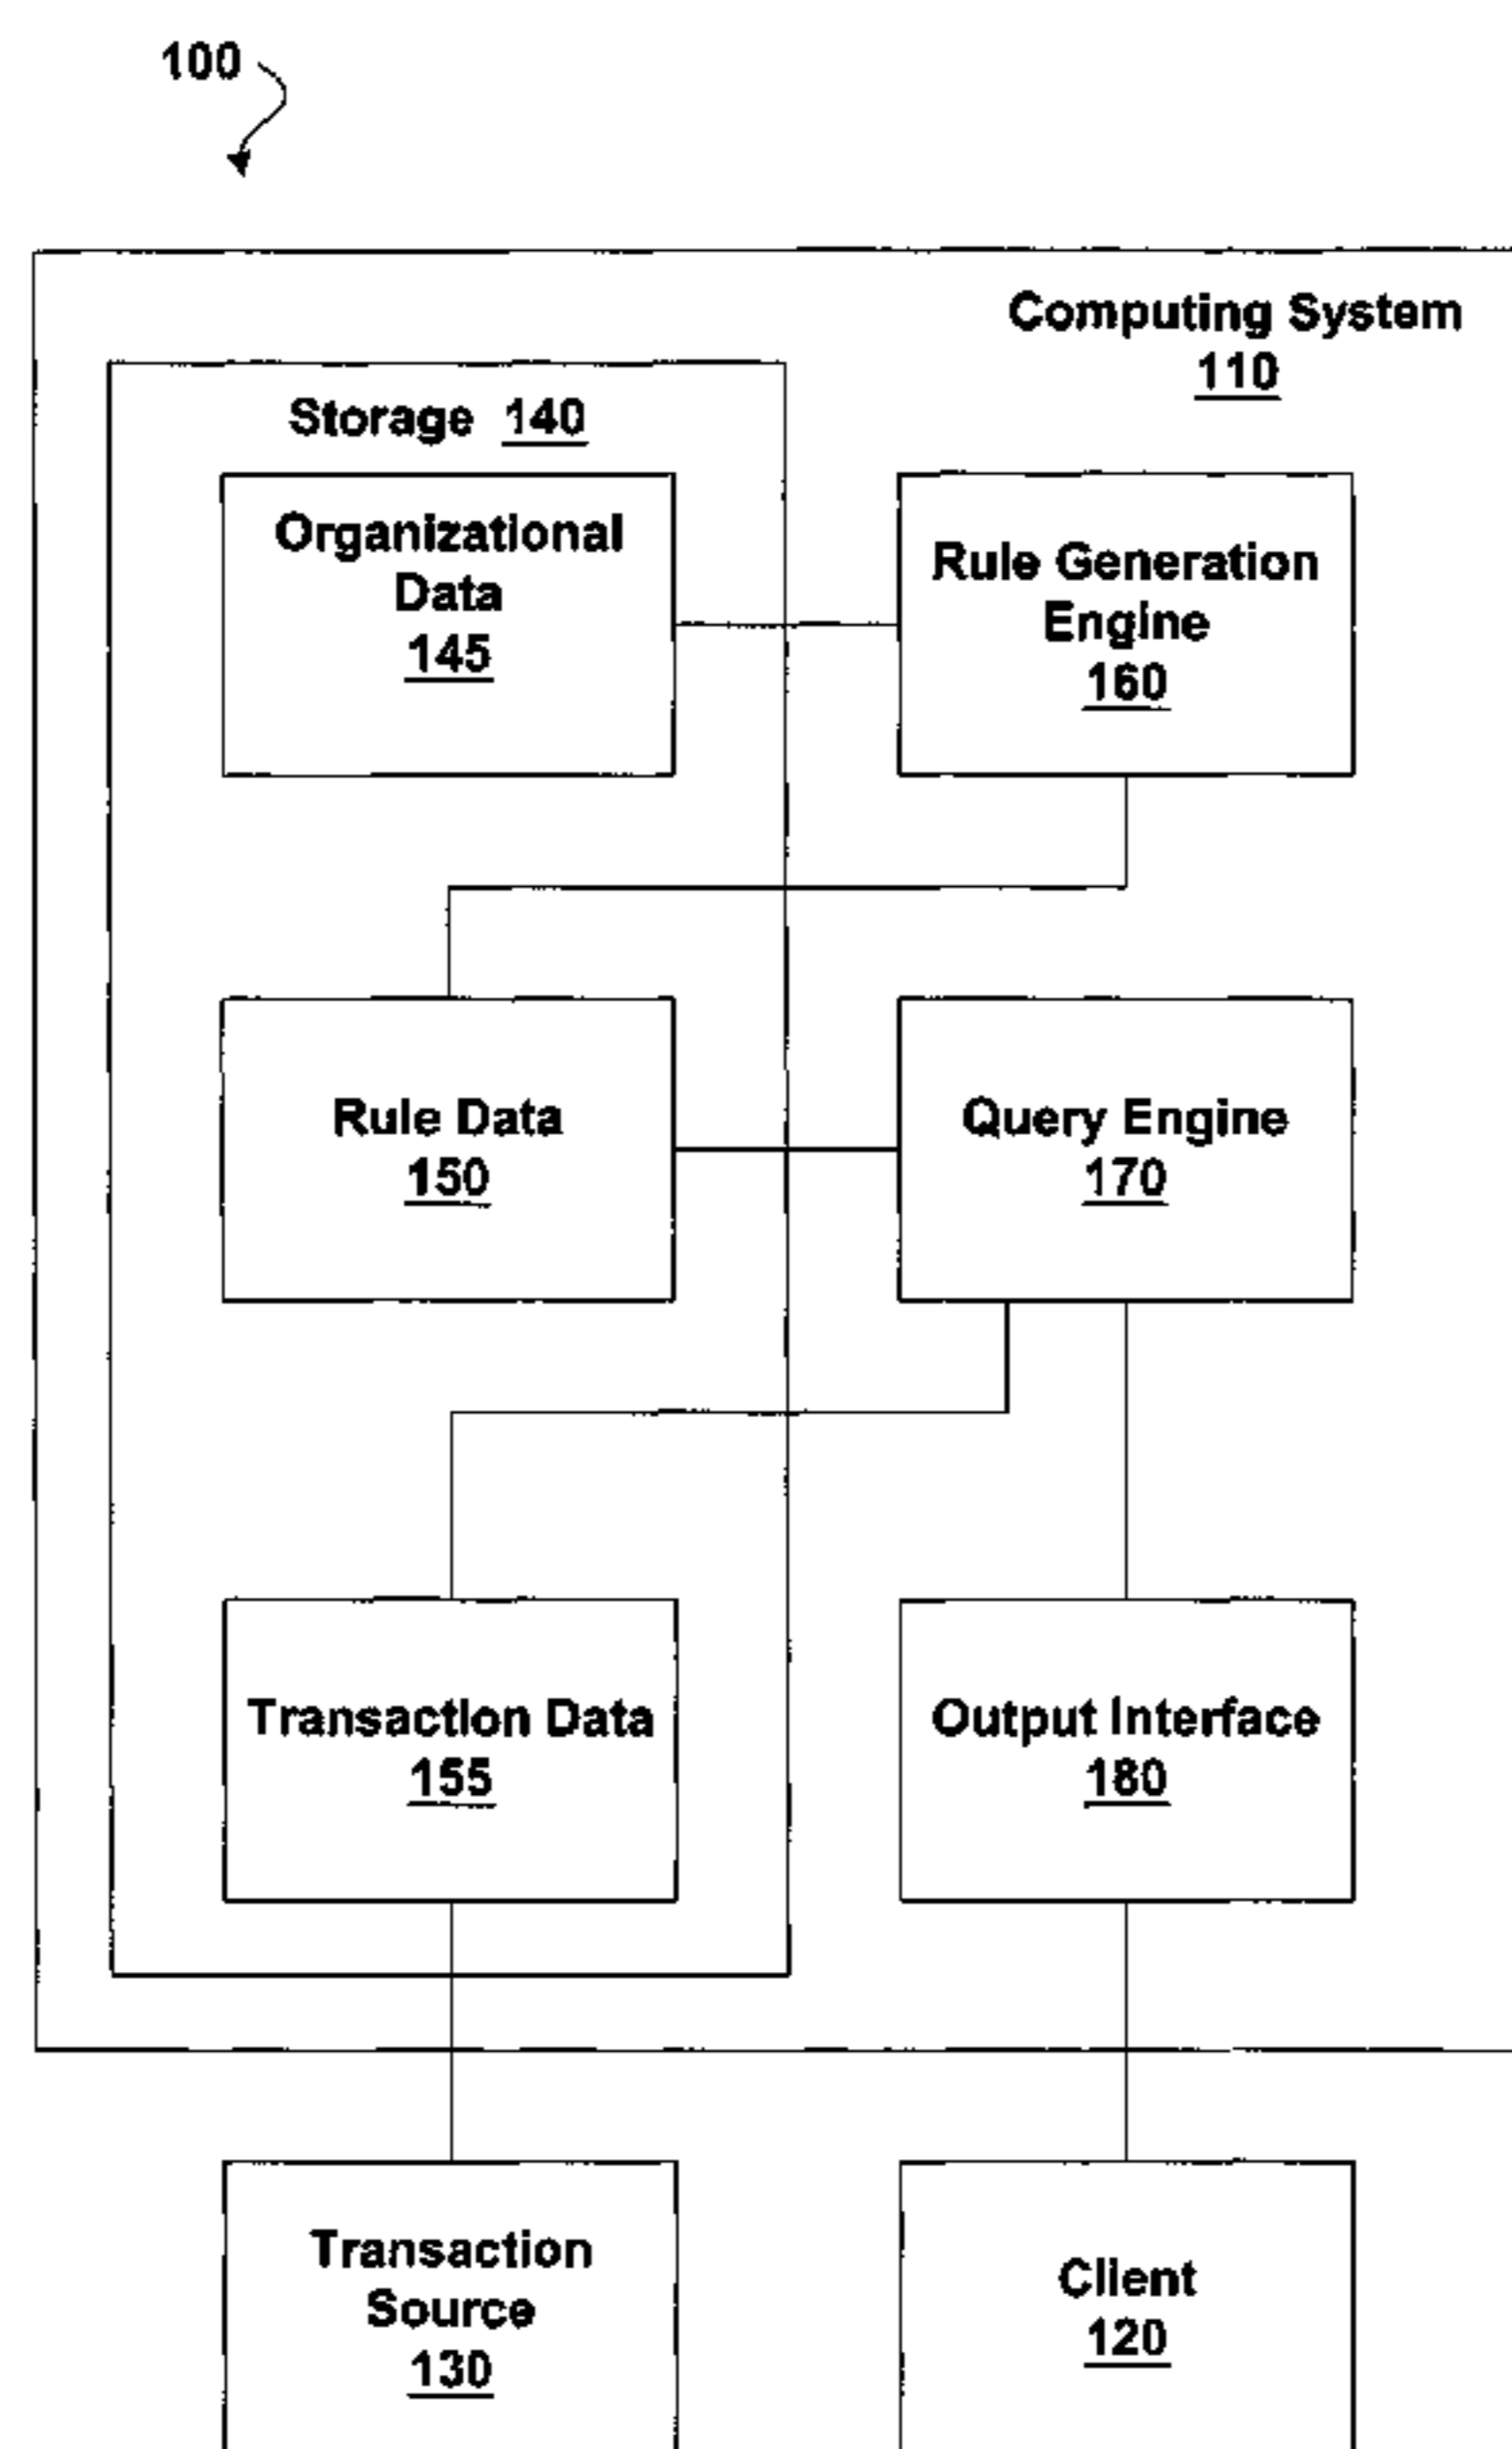 100
Computing System
110
Storage 140
Organizational
Data
145
Rule Generation
Engine
160
Rule Data
150
Query Engine
170
Transaction Data
155
Output Interface
180
Transaction
Source
130
Client
120